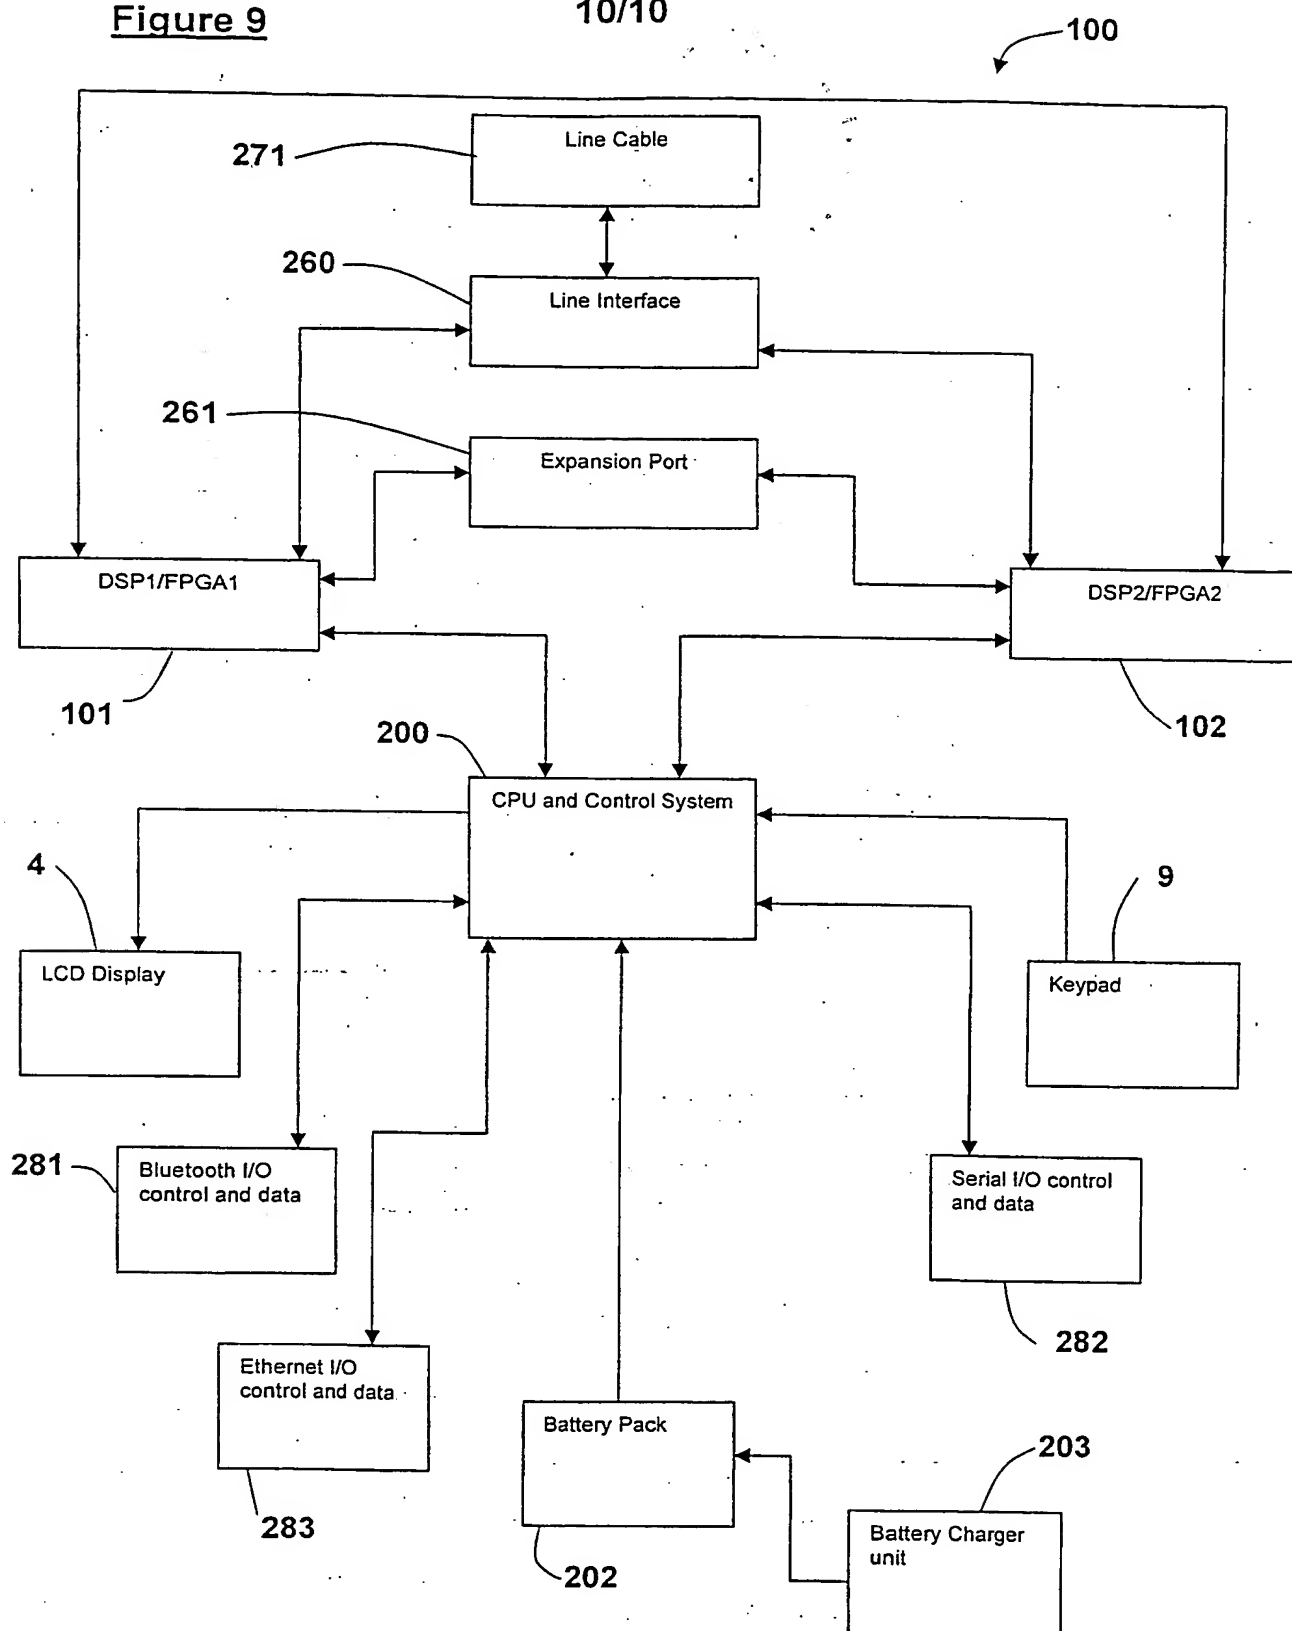 Figure 9
10/10
100
Line Cable
271
260
Line Interface
261
Expansion Port
DSP1/FPGA1
DSP2/FPGA2
101
102
200
CPU and Control System
4
9
LCD Display
Keypad
281
Bluetooth I/O
control and data
Serial I/O control
and data
282
Ethernet I/O
control and data
283
Battery Pack
203
202
Battery Charger
unit